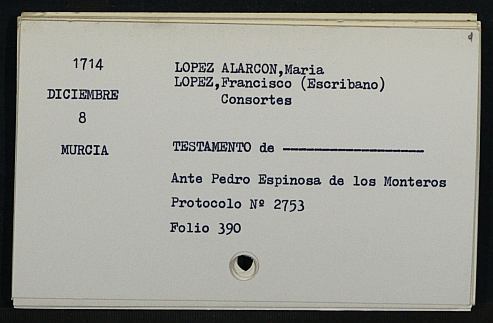 1714
DICIEMBRE
8
MURCIA
LOPEZ ALARCON,Maria
LOPEZ,Francisco (Escribano)
Consortes
TESTAMENTO de ------------------
Ante Pedro Espinosa de los Monteros
Protocolo Nº 2753
Folio 390